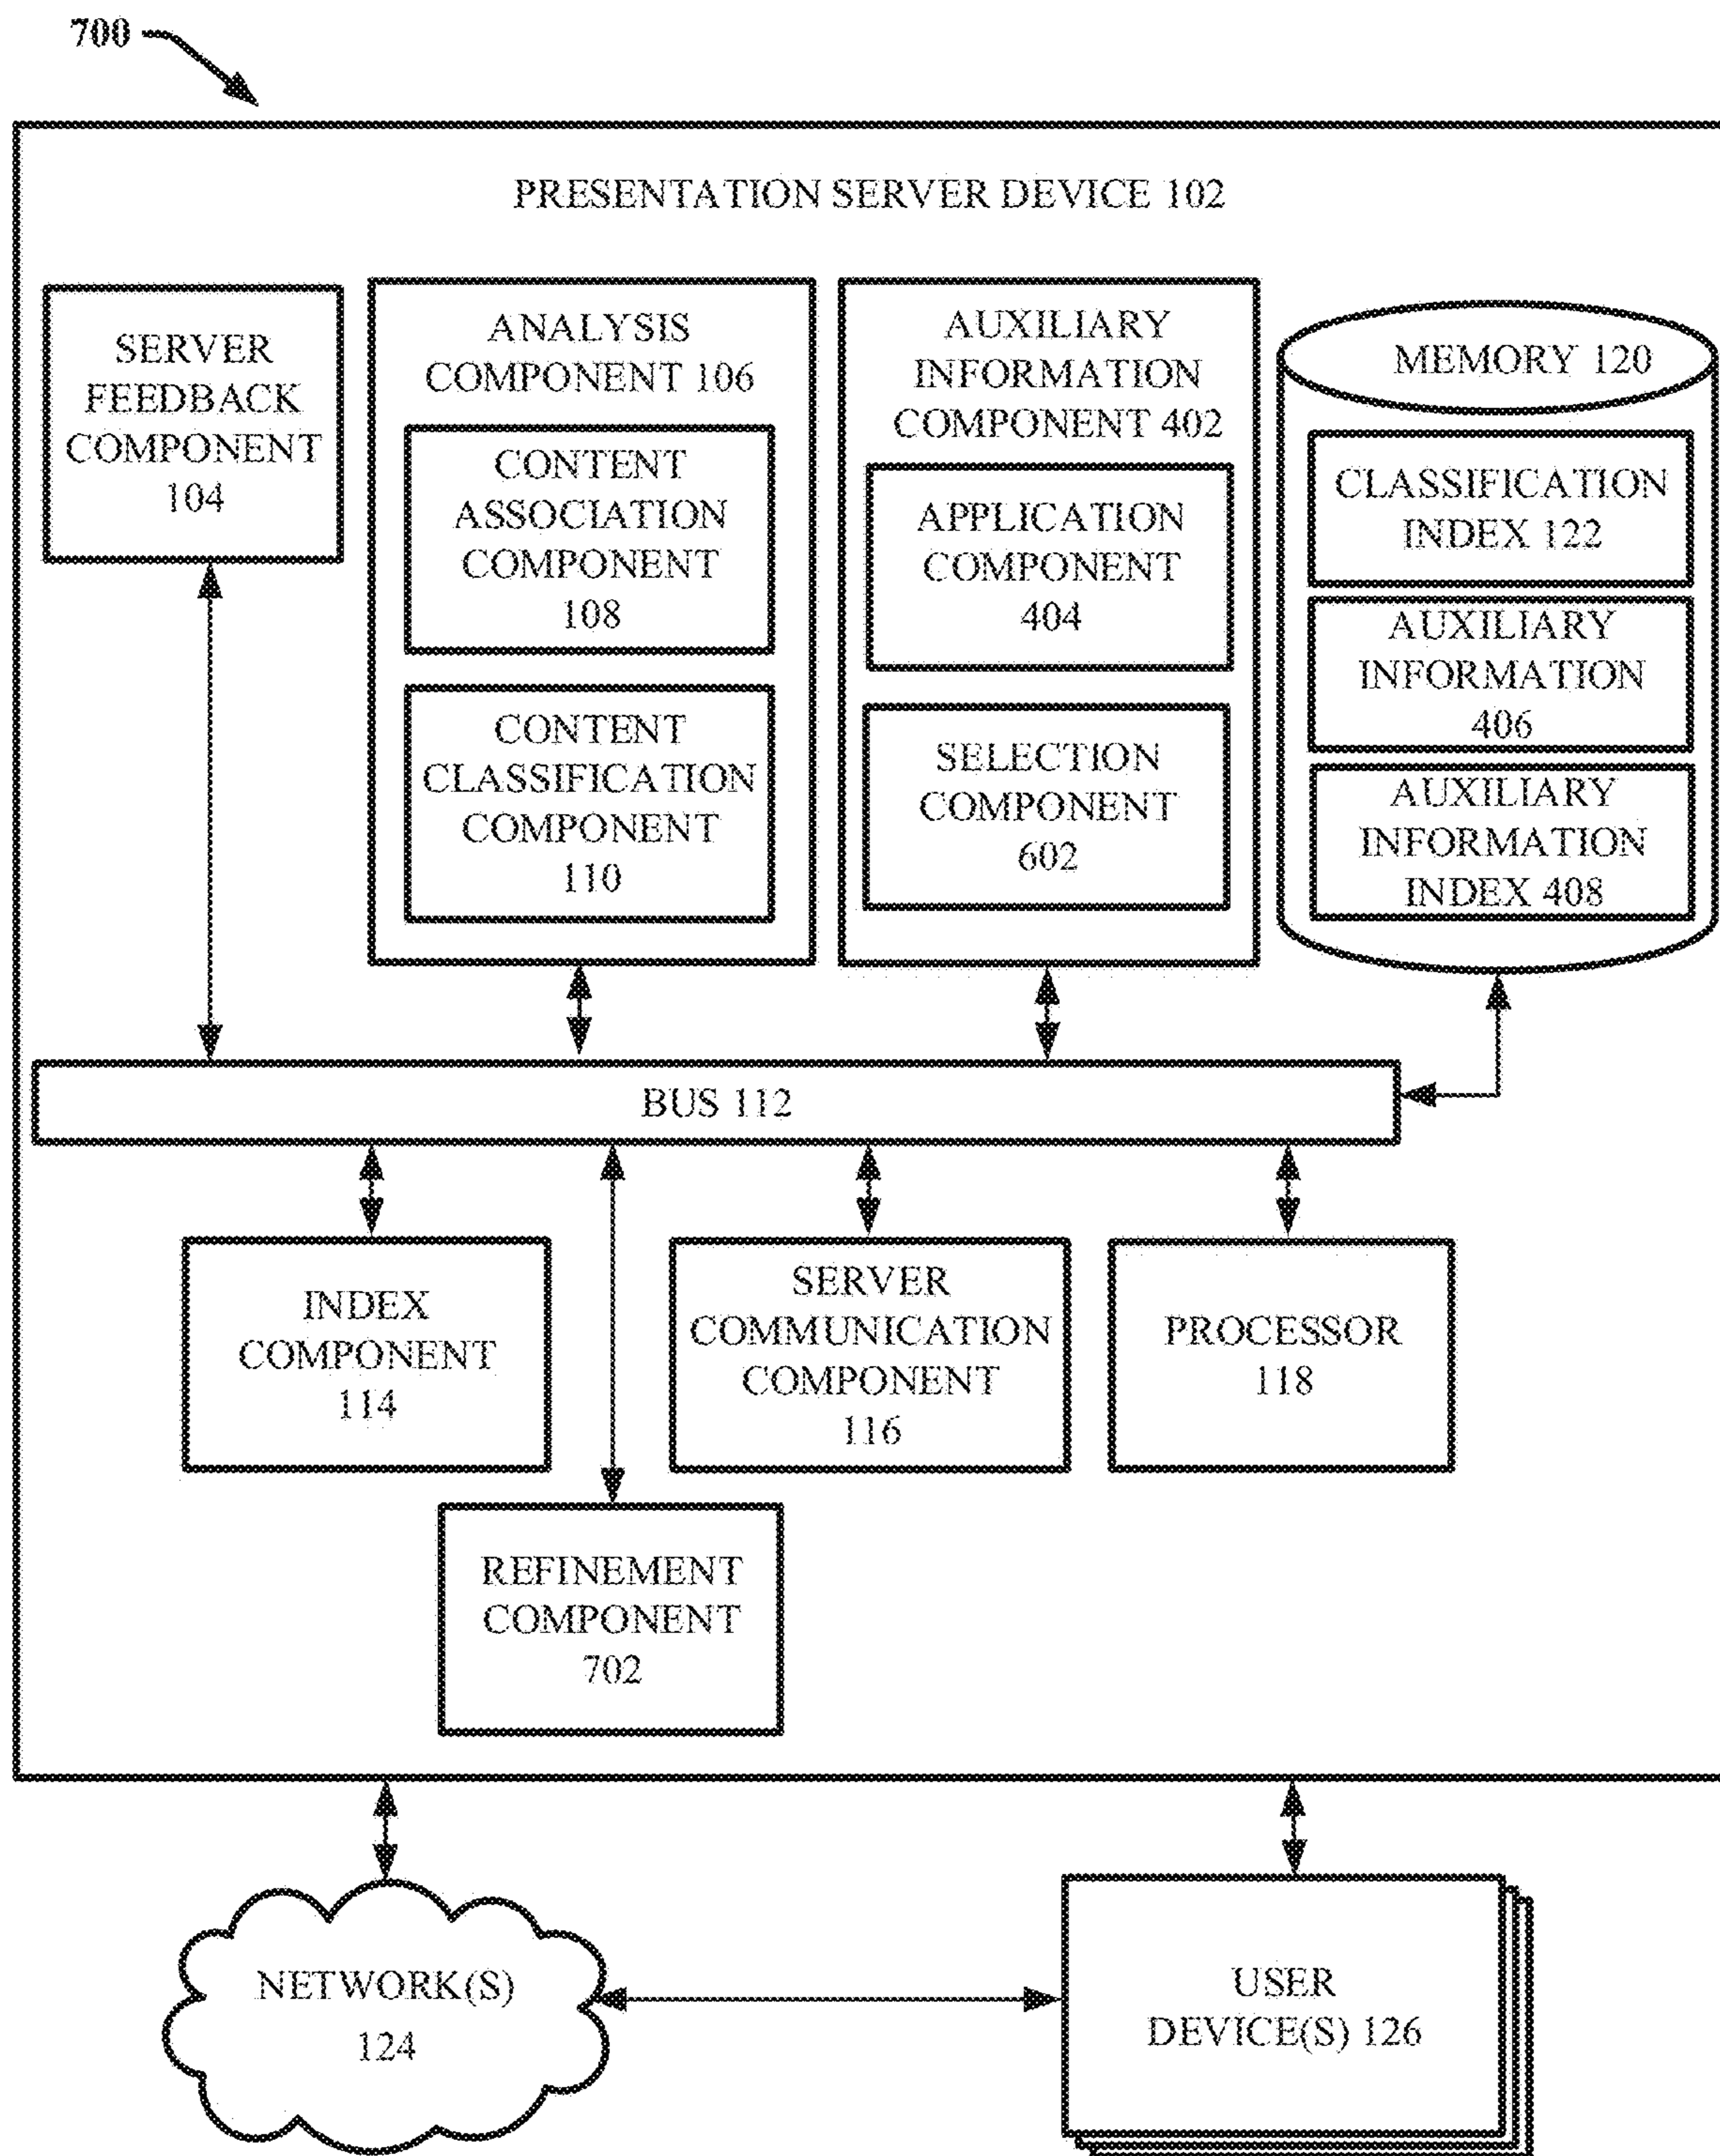 700
PRESENTATION SERVER DEVICE 102
SERVER
FEEDBACK
COMPONENT
104
ANALYSIS
COMPONENT 106
CONTENT
ASSOCIATION
COMPONENT
108
CONTENT
CLASSIFICATION
COMPONENT
110
AUXILIARY
INFORMATION
COMPONENT 402
APPLICATION
COMPONENT
404
SELECTION
COMPONENT
602
MEMORY 120
CLASSIFICATION
INDEX 122
AUXILIARY
INFORMATION
406
AUXILIARY
INFORMATION
INDEX 408
BUS 112
INDEX
COMPONENT
114
SERVER
COMMUNICATION
COMPONENT
116
PROCESSOR
118
REFINEMENT
COMPONENT
702
NETWORK(S)
124
USER
DEVICE(S) 126